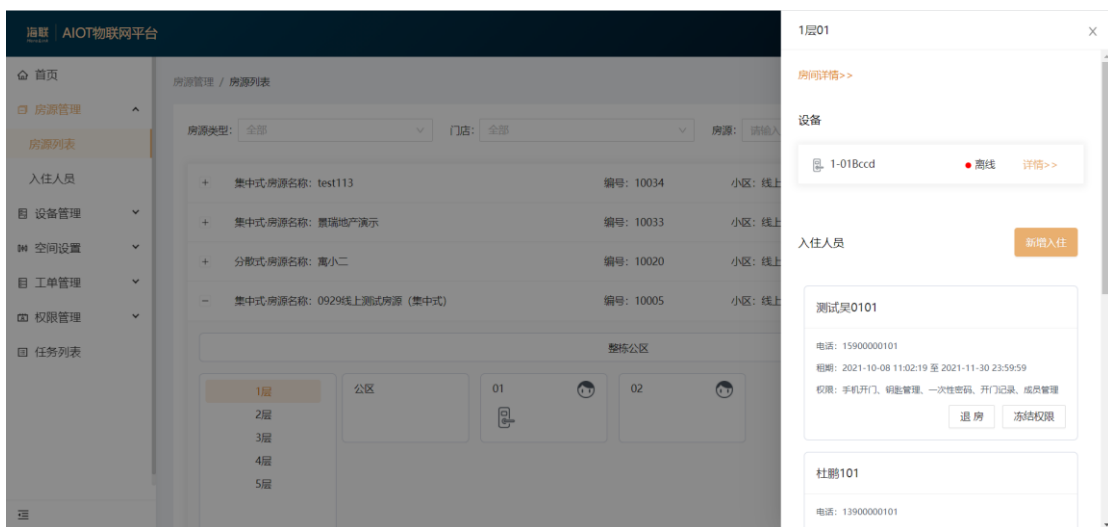 海联 AIOT物联网平台
首页
房源管理
房源列表
入住人员
设备管理
空间设置
工单管理
权限管理
任务列表
房源管理 / 房源列表
房源类型： 全部 门店： 全部 房源： 请输入
+ 集中式·房源名称：test113 编号：10034 小区：线上
+ 集中式·房源名称：景瑞地产演示 编号：10033 小区：线上
+ 分散式·房源名称：寓小二 编号：10020 小区：线上
− 集中式·房源名称：0929线上测试房源（集中式） 编号：10005 小区：线上
整栋公区
1层
2层
3层
4层
5层
公区
01
02
1层01
房间详情>>
设备
1-01Bccd 离线 详情>>
入住人员 新增入住
测试吴0101
电话：15900000101
租期：2021-10-08 11:02:19 至 2021-11-30 23:59:59
权限：手机开门、钥匙管理、一次性密码、开门记录、成员管理
退 房 冻结权限
杜鹏101
电话：13900000101